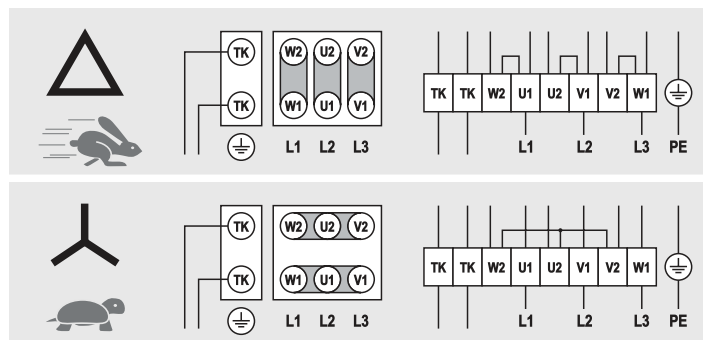 TK W2 U2 V2
TK W1 U1 V1
L1 L2 L3
TK TK W2 U1 U2 V1 V2 W1
L1 L2 L3 PE
TK W2 U2 V2
TK W1 U1 V1
L1 L2 L3
TK TK W2 U1 U2 V1 V2 W1
L1 L2 L3 PE